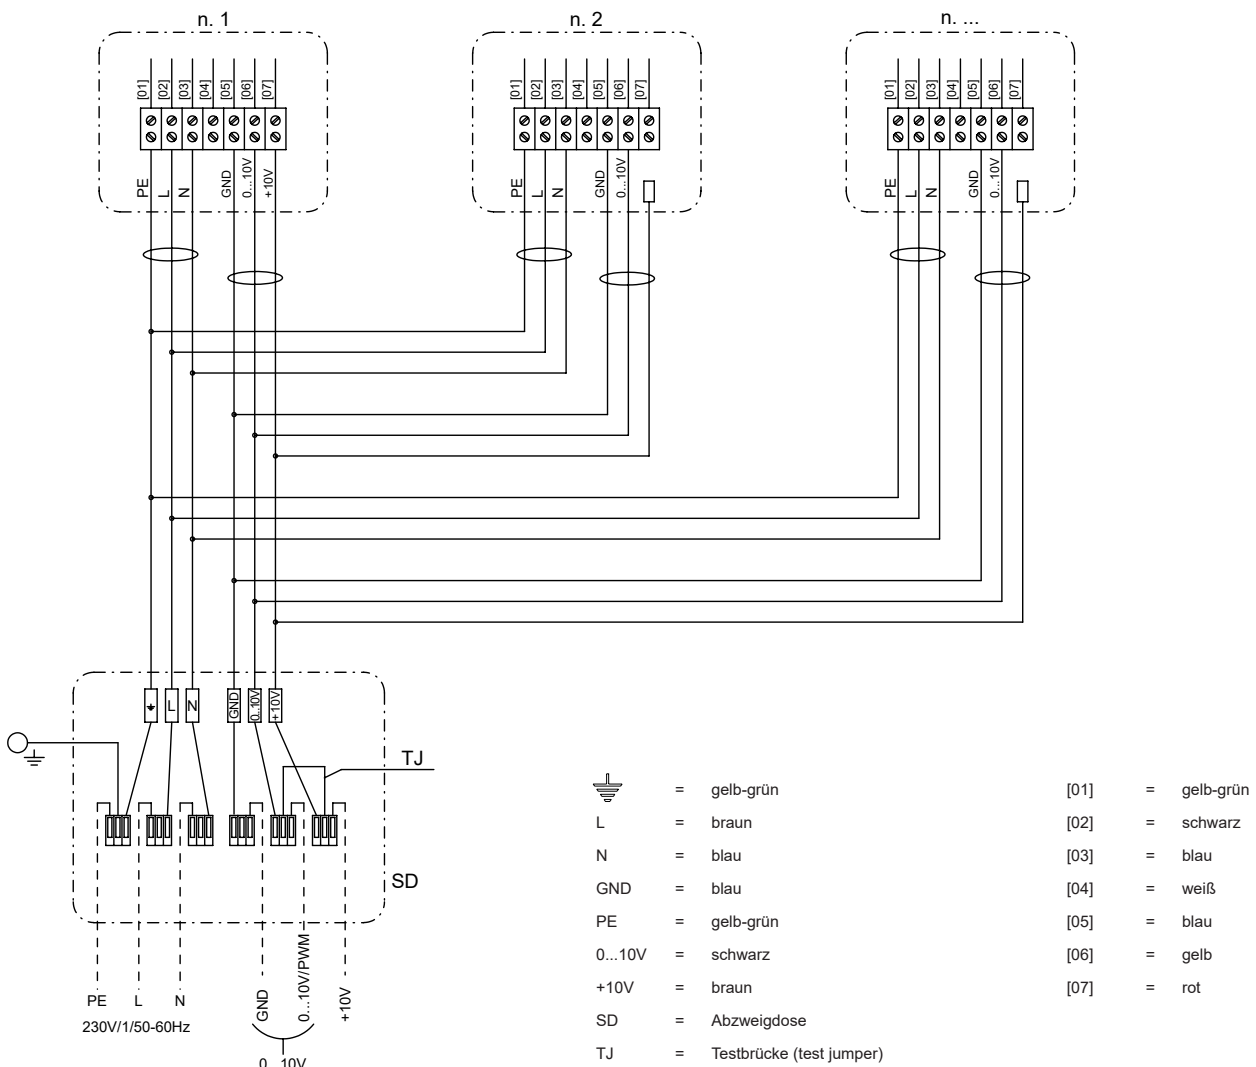 n. 1 n. 2 n. ...
[01] [02] [03] [04] [05] [06] [07]
[01] [02] [03] [04] [05] [06] [07]
[01] [02] [03] [04] [05] [06] [07]
PE L N GND 0...10V +10V
PE L N GND 0...10V
PE L N GND 0...10V
L N GND 0...10V +10V
TJ
SD
PE L N GND 0...10V/PWM +10V
230V/1/50-60Hz
0...10V
= gelb-grün
L = braun
N = blau
GND = blau
PE = gelb-grün
0...10V = schwarz
+10V = braun
SD = Abzweigdose
TJ = Testbrücke (test jumper)
[01] = gelb-grün
[02] = schwarz
[03] = blau
[04] = weiß
[05] = blau
[06] = gelb
[07] = rot